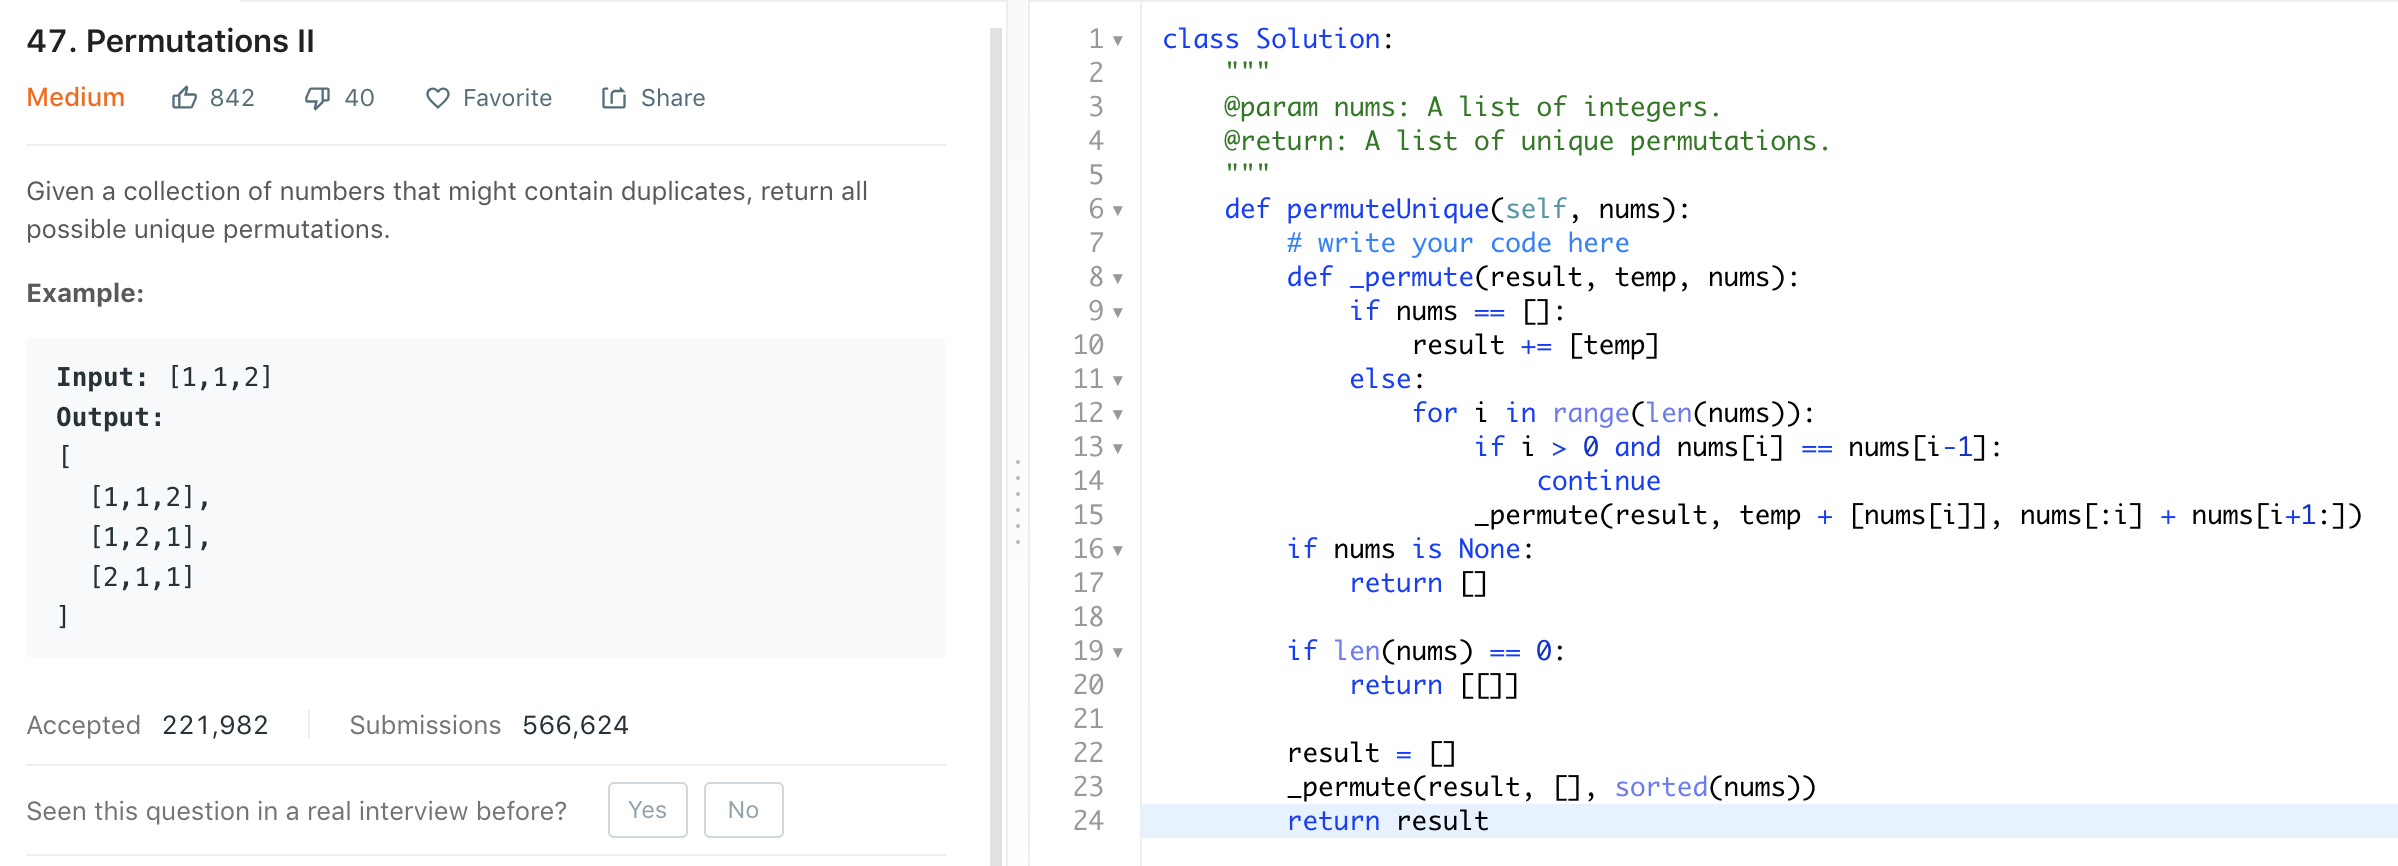 47. Permutations II
Medium 842 40 Favorite Share
Given a collection of numbers that might contain duplicates, return all
possible unique permutations.
Example:
Input: [1,1,2]
Output:
[
  [1,1,2],
  [1,2,1],
  [2,1,1]
]
Accepted 221,982 Submissions 566,624
Seen this question in a real interview before? Yes No
1 class Solution:
2     """
3     @param nums: A list of integers.
4     @return: A list of unique permutations.
5     """
6     def permuteUnique(self, nums):
7         # write your code here
8         def _permute(result, temp, nums):
9             if nums == []:
10                 result += [temp]
11             else:
12                 for i in range(len(nums)):
13                     if i > 0 and nums[i] == nums[i-1]:
14                         continue
15                     _permute(result, temp + [nums[i]], nums[:i] + nums[i+1:])
16         if nums is None:
17             return []
18
19         if len(nums) == 0:
20             return [[]]
21
22         result = []
23         _permute(result, [], sorted(nums))
24         return result